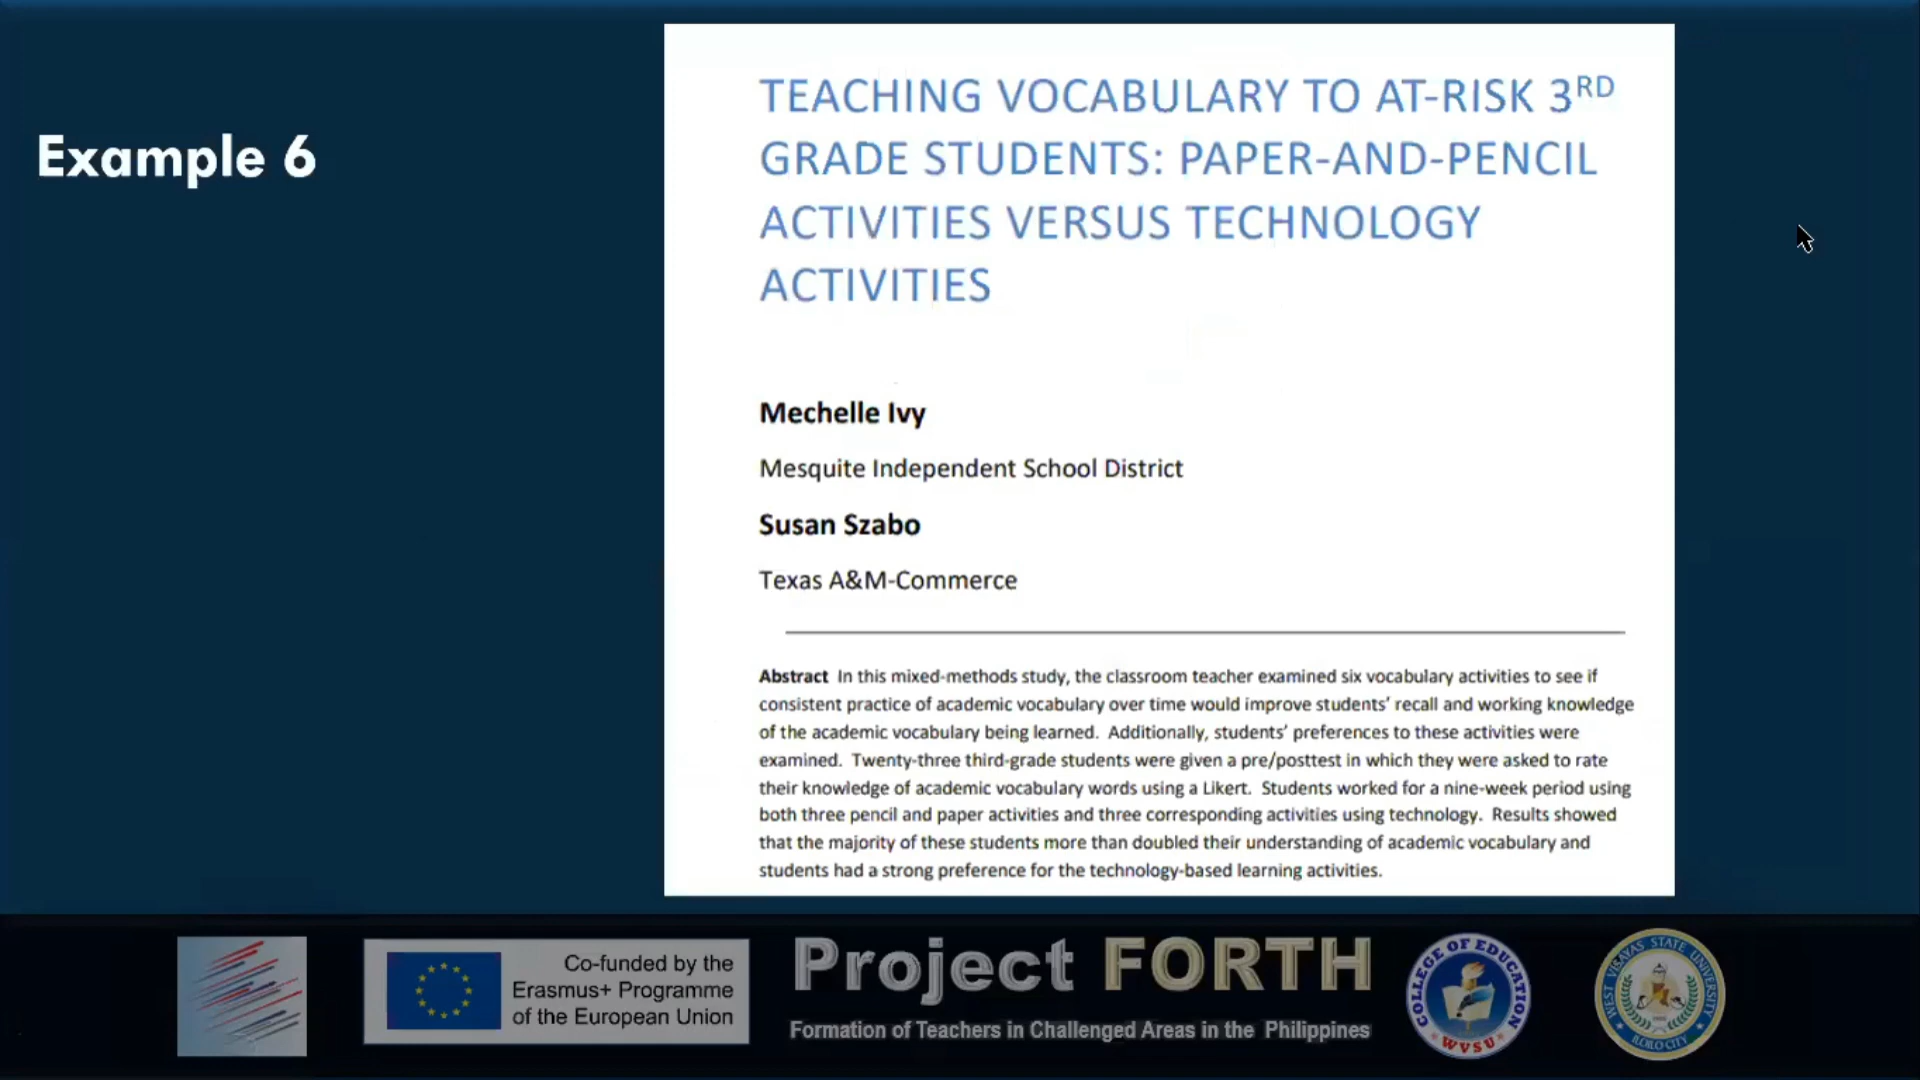 Example 6
TEACHING VOCABULARY TO AT-RISK 3RD
GRADE STUDENTS: PAPER-AND-PENCIL
ACTIVITIES VERSUS TECHNOLOGY
ACTIVITIES
Mechelle Ivy
Mesquite Independent School District
Susan Szabo
Texas A&M-Commerce
Abstract In this mixed-methods study, the classroom teacher examined six vocabulary activities to see if
consistent practice of academic vocabulary over time would improve students' recall and working knowledge
of the academic vocabulary being learned. Additionally, students' preferences to these activities were
examined. Twenty-three third-grade students were given a pre/posttest in which they were asked to rate
their knowledge of academic vocabulary words using a Likert. Students worked for a nine-week period using
both three pencil and paper activities and three corresponding activities using technology. Results showed
that the majority of these students more than doubled their understanding of academic vocabulary and
students had a strong preference for the technology-based learning activities.
Co-funded by the
Erasmus+ Programme
of the European Union
Project FORTH
Formation of Teachers in Challenged Areas in the Philippines
COLLEGE OF EDUCATION
WVSU
WEST VISAYAS STATE UNIVERSITY
ILOILO CITY